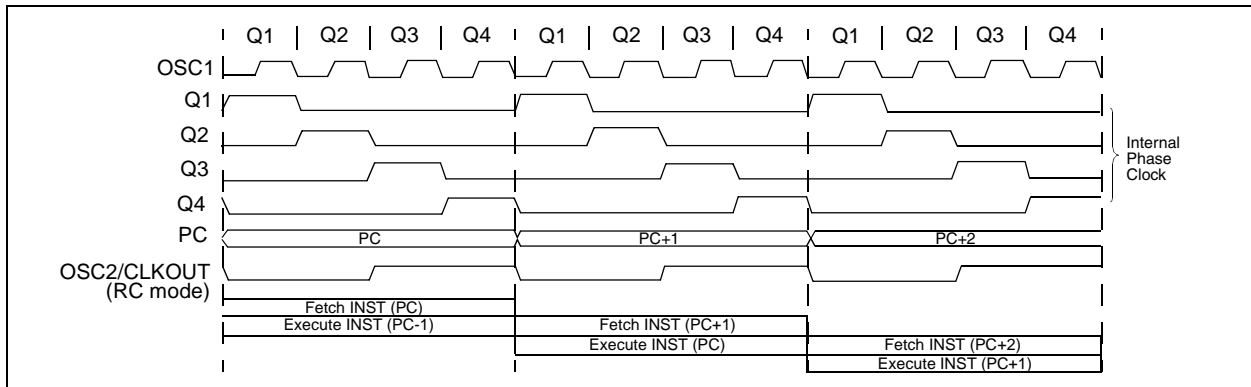 Q1 | Q2 | Q3 | Q4 | Q1 | Q2 | Q3 | Q4 | Q1 | Q2 | Q3 | Q4
OSC1
Q1
Q2
Q3
Q4
PC
PC PC+1 PC+2
OSC2/CLKOUT
(RC mode)
Internal
Phase
Clock
Fetch INST (PC)
Execute INST (PC-1) Fetch INST (PC+1)
Execute INST (PC) Fetch INST (PC+2)
Execute INST (PC+1)